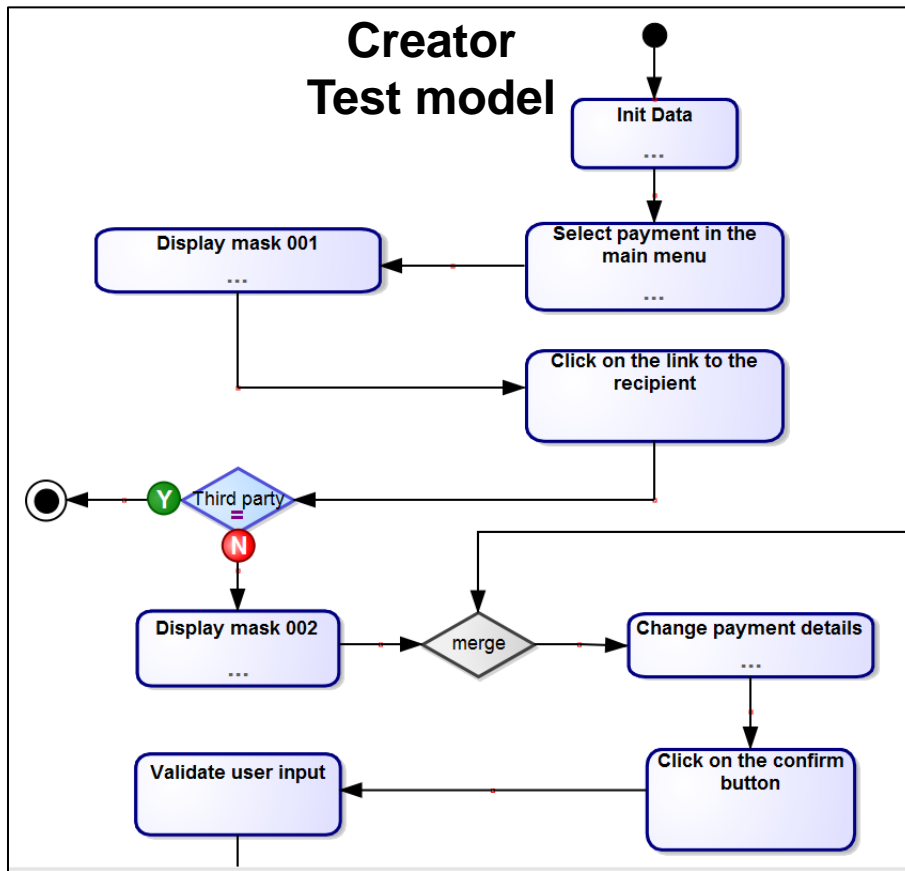 Creator
Test model
Init Data
...
Select payment in the
main menu
...
Display mask 001
...
Click on the link to the
recipient
Y
Third party
=
N
Display mask 002
...
merge
Change payment details
...
Click on the confirm
button
Validate user input